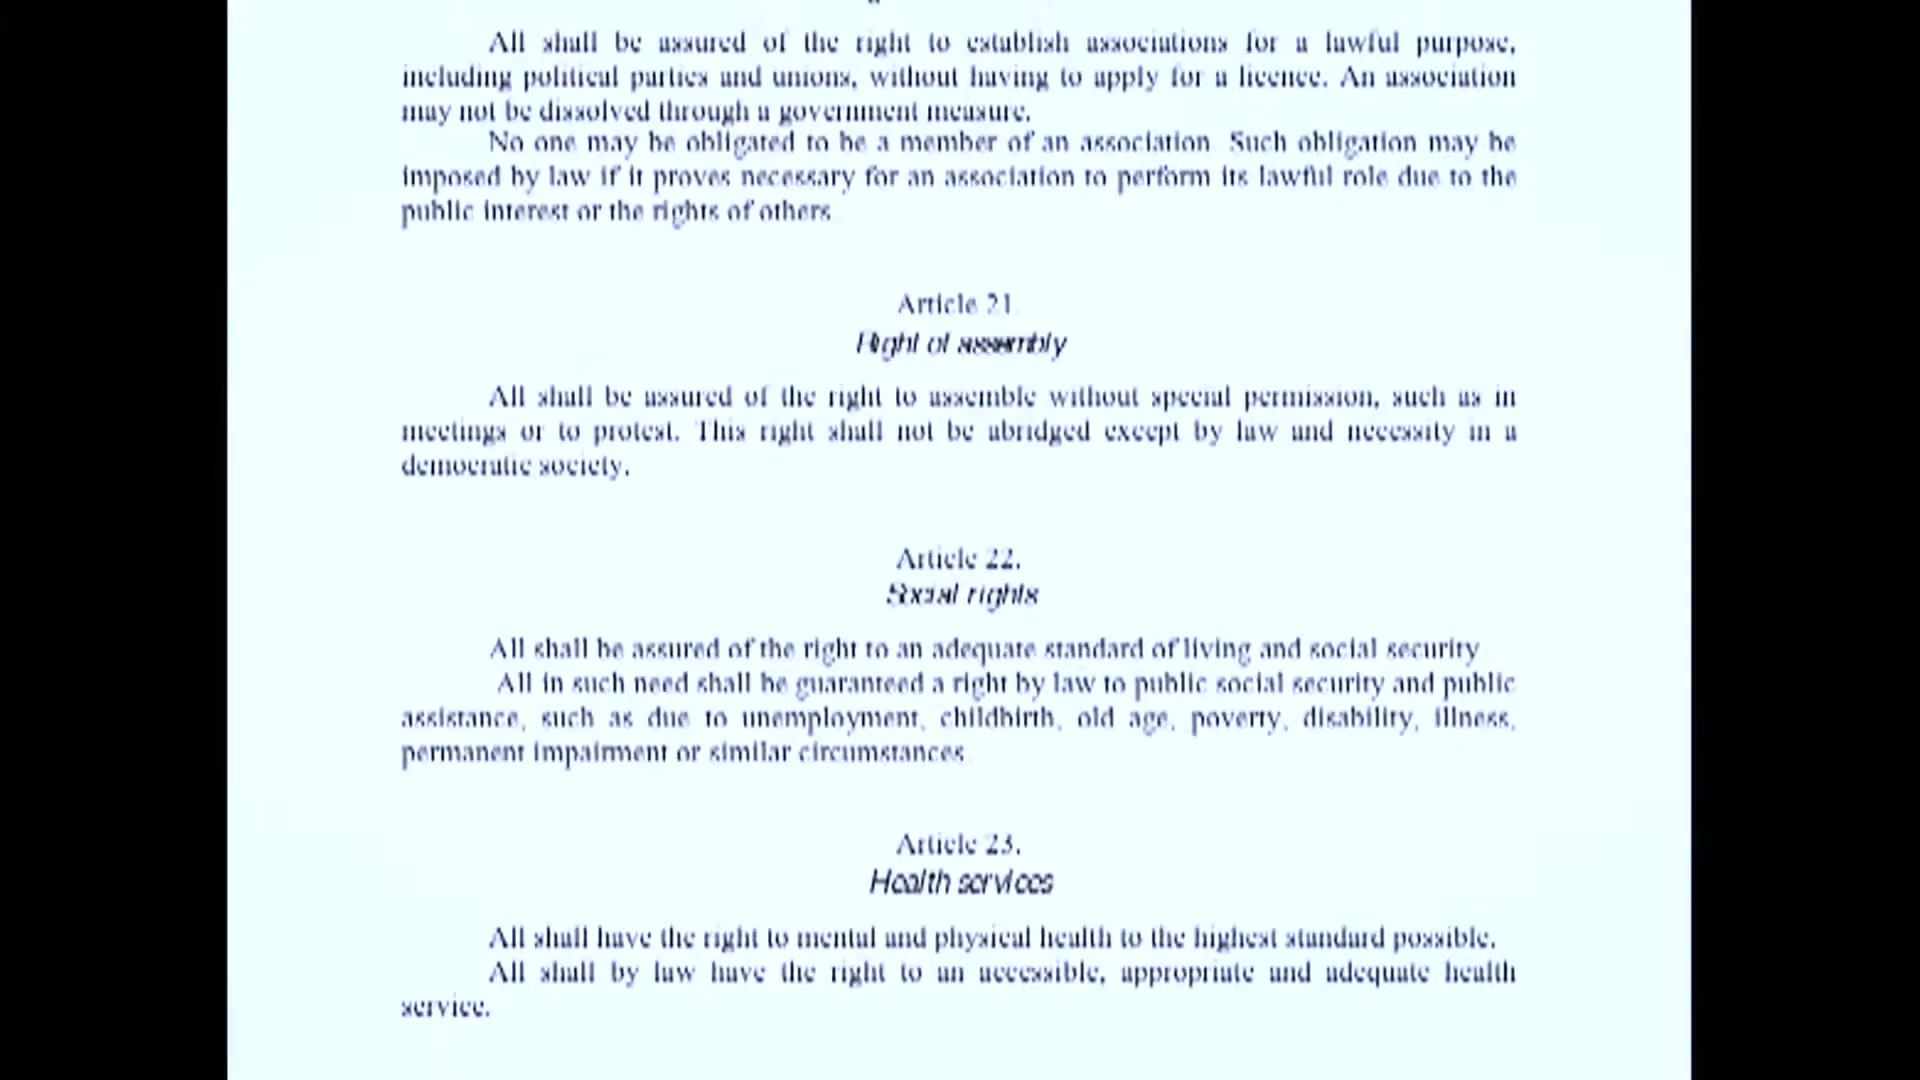 All shall be assured of the right to establish associations for a lawful purpose,
including political parties and unions, without having to apply for a licence. An association
may not be dissolved through a government measure.
No one may be obligated to be a member of an association Such obligation may be
imposed by law if it proves necessary for an association to perform its lawful role due to the
public interest or the rights of others
Article 21.
Right of assembly
All shall be assured of the right to assemble without special permission, such as in
meetings or to protest. This right shall not be abridged except by law and necessity in a
democratic society.
Article 22.
Social rights
All shall be assured of the right to an adequate standard of living and social security
All in such need shall be guaranteed a right by law to public social security and public
assistance, such as due to unemployment, childbirth, old age, poverty, disability, illness,
permanent impairment or similar circumstances
Article 23.
Health services
All shall have the right to mental and physical health to the highest standard possible.
All shall by law have the right to an accessible, appropriate and adequate health
service.